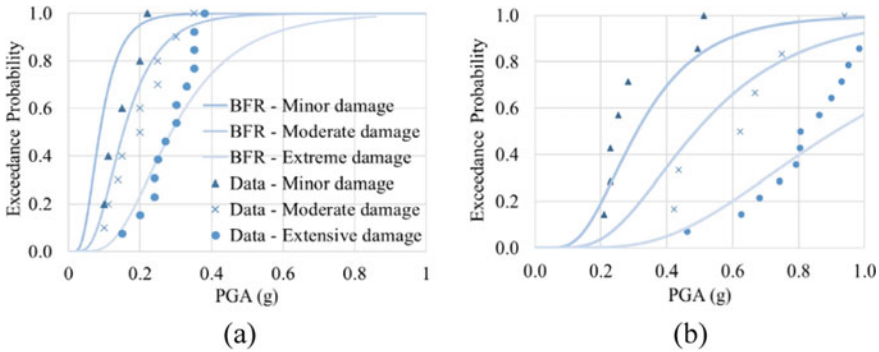 Exceedance Probability
1.0
0.8
0.6
0.4
0.2
0.0
BFR - Minor damage
BFR - Moderate damage
BFR - Extreme damage
Data - Minor damage
Data - Moderate damage
Data - Extensive damage
0 0.2 0.4 0.6 0.8 1
PGA (g)
(a)
Exceedance Probability
1.0
0.8
0.6
0.4
0.2
0.0
0.0 0.2 0.4 0.6 0.8 1.0
PGA (g)
(b)